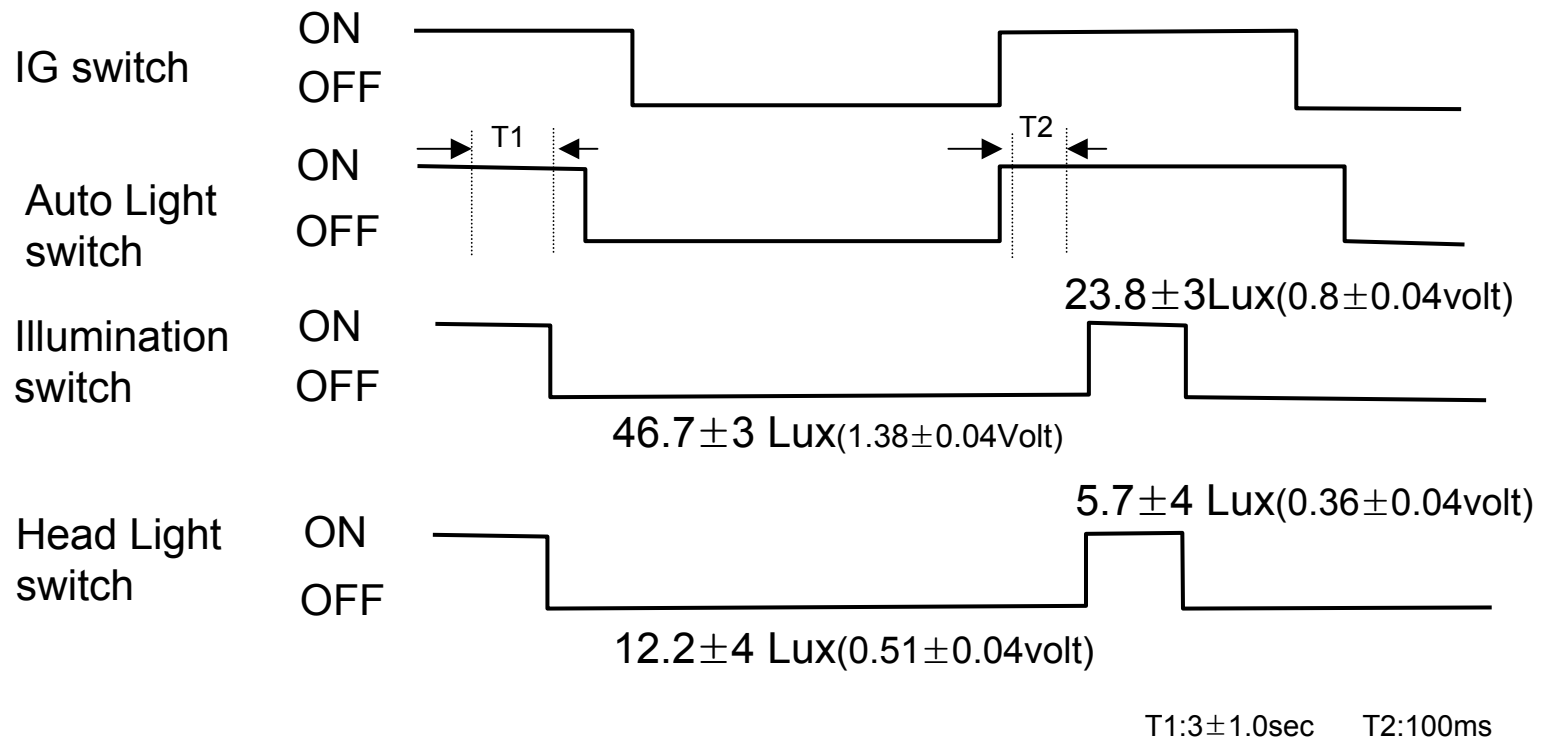 IG switch
ON
OFF
T1
T2
Auto Light
switch
ON
OFF
23.8±3Lux(0.8±0.04volt)
Illumination
switch
ON
OFF
46.7±3 Lux(1.38±0.04Volt)
5.7±4 Lux(0.36±0.04volt)
Head Light
switch
ON
OFF
12.2±4 Lux(0.51±0.04volt)
T1:3±1.0sec T2:100ms